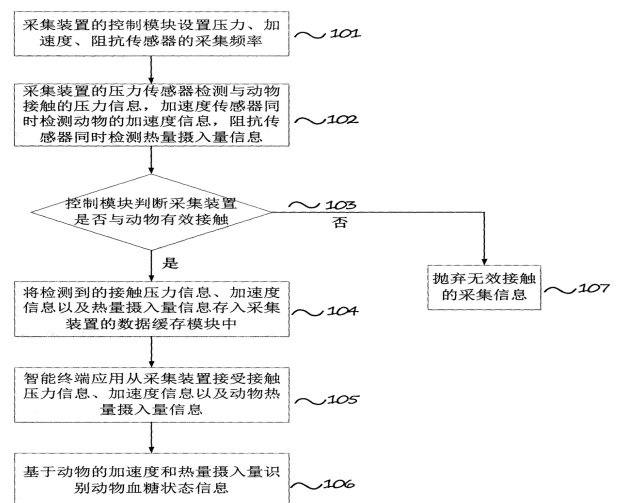 采集装置的控制模块设置压力、加
速度、阻抗传感器的采集频率
101
采集装置的压力传感器检测与动物
接触的压力信息，加速度传感器同
时检测动物的加速度信息，阻抗传
感器同时检测热量摄入量信息
102
控制模块判断采集装置
是否与动物有效接触
103
否
是
抛弃无效接触
的采集信息
107
将检测到的接触压力信息、加速度
信息以及热量摄入量信息存入采集
装置的数据缓存模块中
104
智能终端应用从采集装置接受接触
压力信息、加速度信息以及动物热
量摄入量信息
105
基于动物的加速度和热量摄入量识
别动物血糖状态信息
106